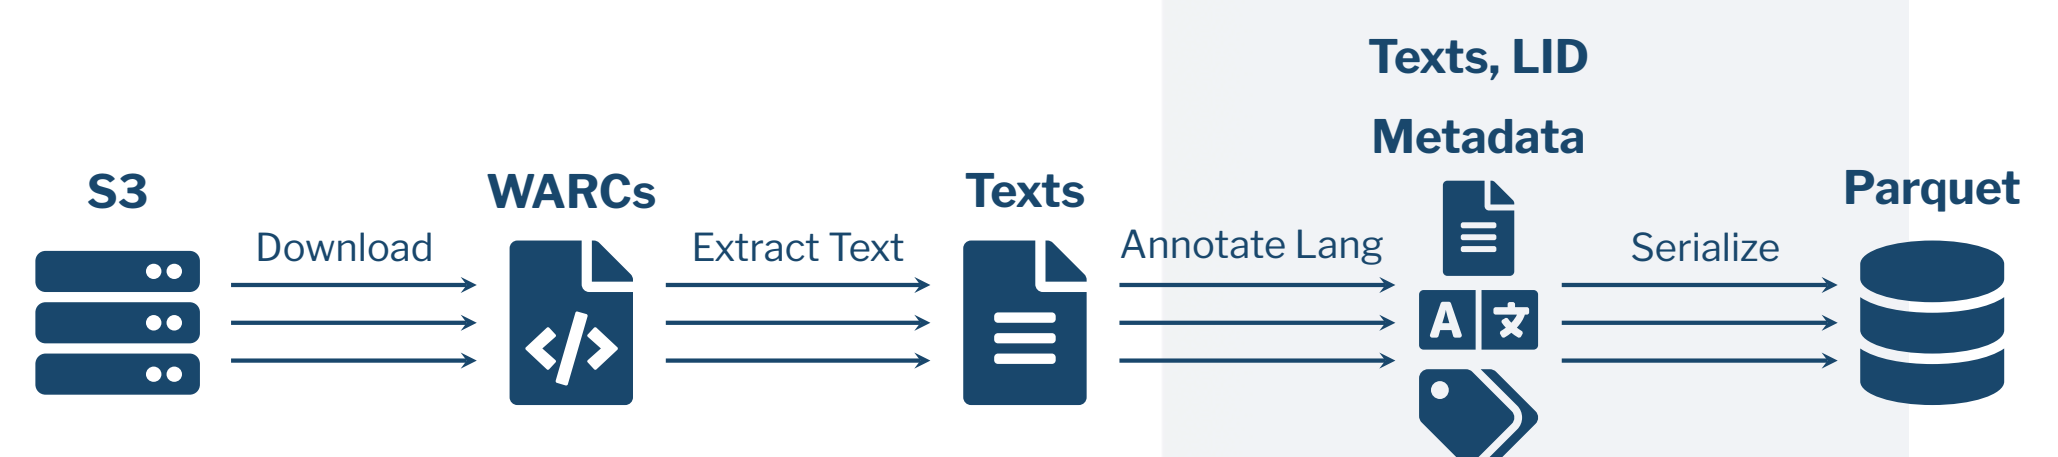 Texts, LID
Metadata
S3
WARCs
Texts
Parquet
Download
Extract Text
Annotate Lang
Serialize
A 文